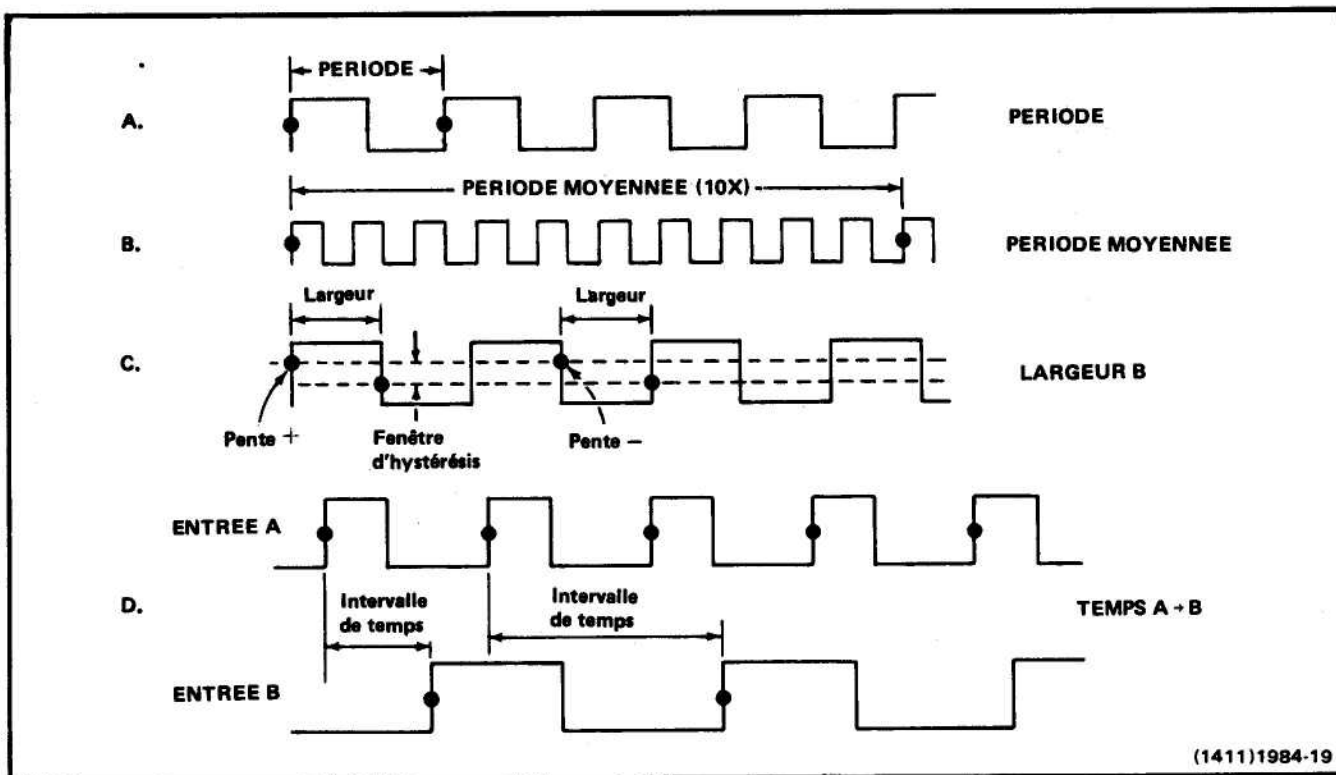 PERIODE
A.
PERIODE
PERIODE MOYENNEE (10X)
B.
PERIODE MOYENNEE
Largeur
Largeur
C.
LARGEUR B
Pente +
Fenêtre
d'hystérésis
Pente −
ENTREE A
D.
Intervalle
de temps
Intervalle
de temps
TEMPS A→B
ENTREE B
(1411)1984-19